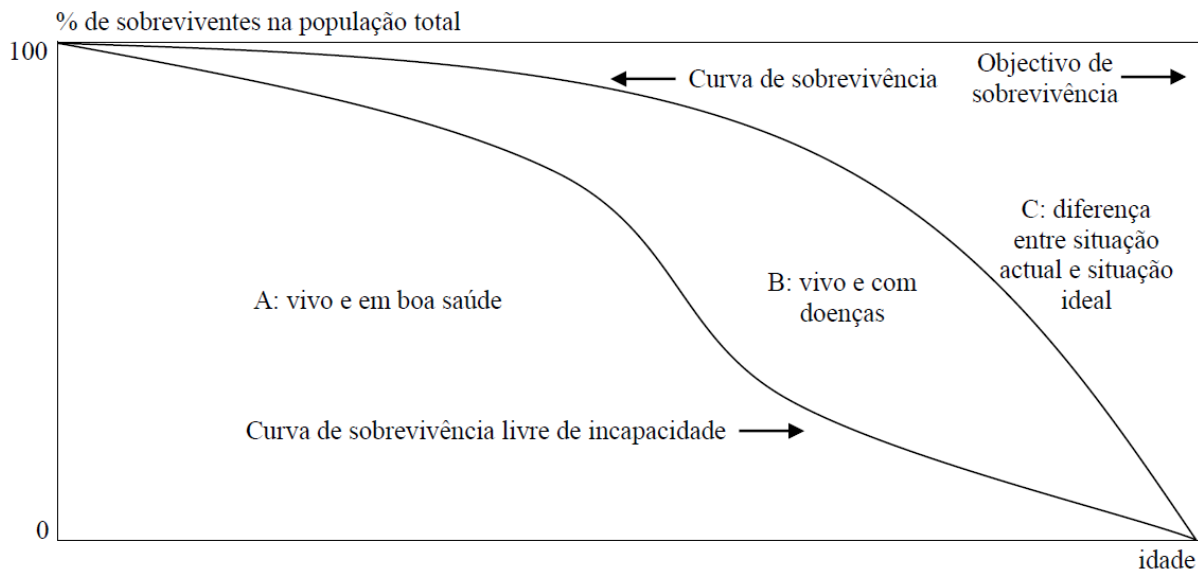 % de sobreviventes na população total
100
Curva de sobrevivência
Objectivo de
sobrevivência
C: diferença
entre situação
actual e situação
ideal
B: vivo e com
doenças
A: vivo e em boa saúde
Curva de sobrevivência livre de incapacidade
0
idade